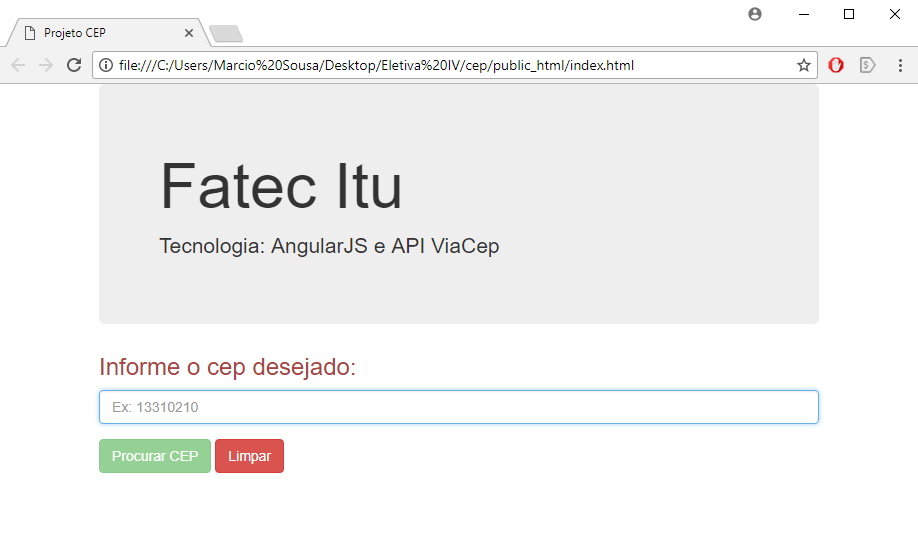 Projeto CEP
file:///C:/Users/Marcio%20Sousa/Desktop/Eletiva%20IV/cep/public_html/index.html
Fatec Itu
Tecnologia: AngularJS e API ViaCep
Informe o cep desejado:
Ex: 13310210
Procurar CEP Limpar